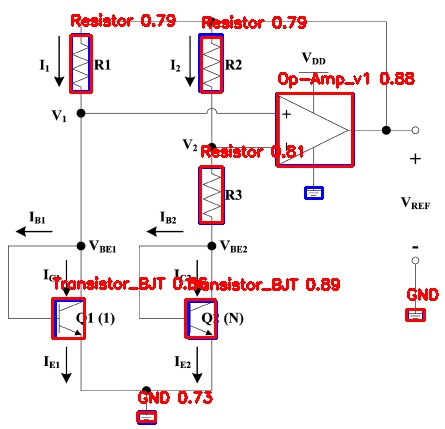 Resistor 0.79
Resistor 0.79
I1
R1
I2
R2
VDD
Op-Amp_v1 0.88
V1
+
V2
Resistor 0.81
+
R3
VREF
IB1
IB2
VBE1
VBE2
-
Transistor_BJT
Transistor_BJT 0.89
GND
Q1 (1)
(N)
IE1
IE2
GND 0.73